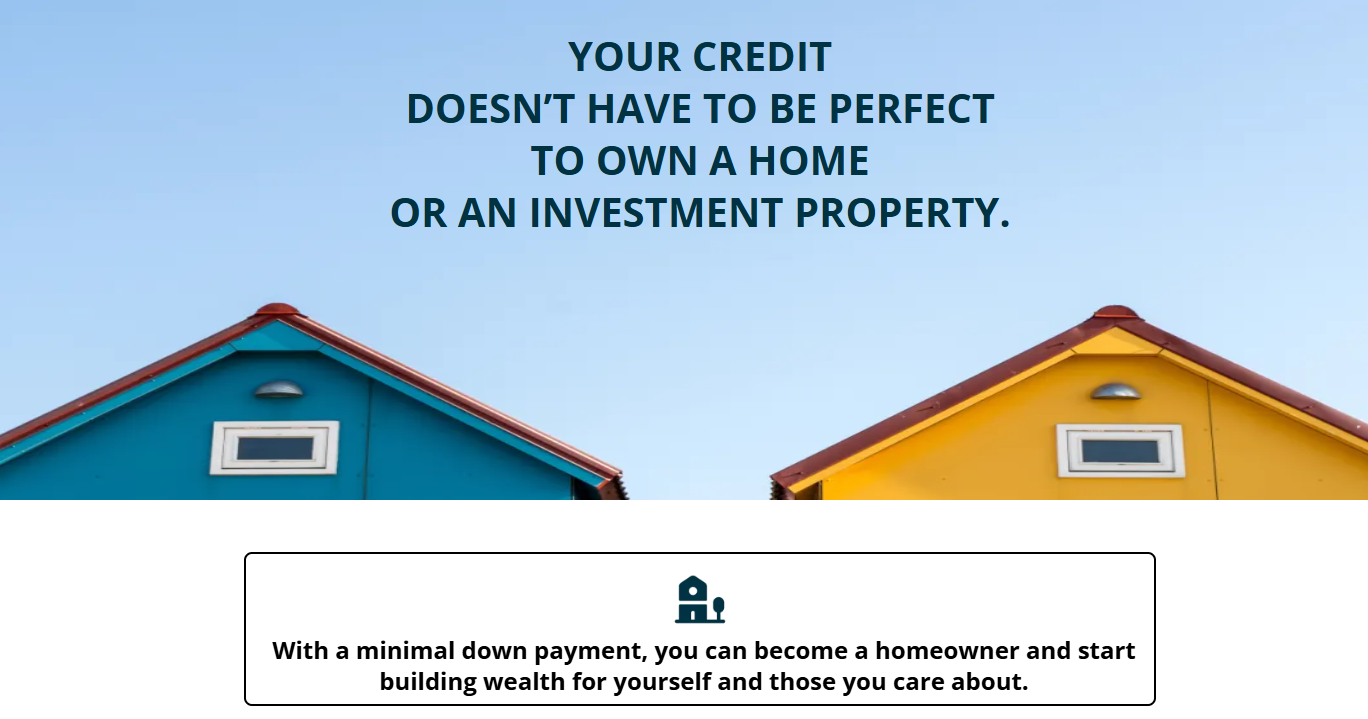 YOUR CREDIT
DOESN’T HAVE TO BE PERFECT
TO OWN A HOME
OR AN INVESTMENT PROPERTY.
With a minimal down payment, you can become a homeowner and start
building wealth for yourself and those you care about.